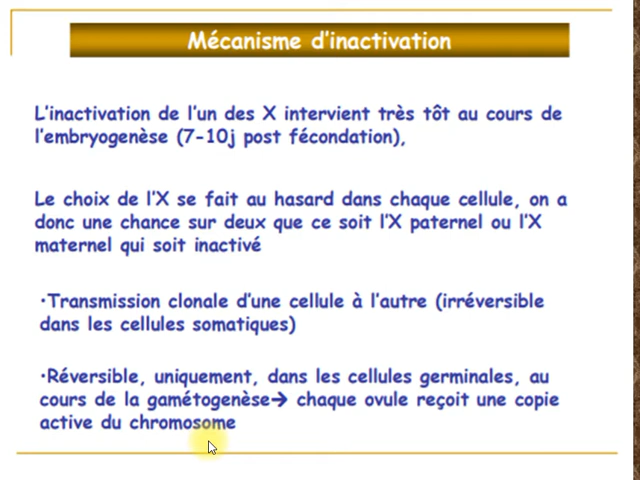 Mécanisme d'inactivation
L'inactivation de l'un des X intervient très tôt au cours de
l'embryogenèse (7-10j post fécondation),
Le choix de l'X se fait au hasard dans chaque cellule, on a
donc une chance sur deux que ce soit l'X paternel ou l'X
maternel qui soit inactivé
•Transmission clonale d'une cellule à l'autre (irréversible
dans les cellules somatiques)
•Réversible, uniquement, dans les cellules germinales, au
cours de la gamétogenèse→ chaque ovule reçoit une copie
active du chromosome